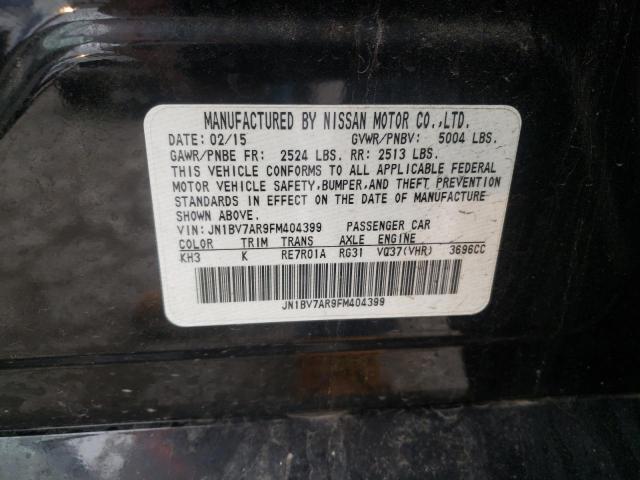 MANUFACTURED BY NISSAN MOTOR CO.,LTD.
DATE: 02/15 GVWR/PNBV: 5004 LBS.
GAWR/PNBE FR: 2524 LBS. RR: 2513 LBS.
THIS VEHICLE CONFORMS TO ALL APPLICABLE FEDERAL
MOTOR VEHICLE SAFETY,BUMPER,AND THEFT PREVENTION
STANDARDS IN EFFECT ON THE DATE OF MANUFACTURE
SHOWN ABOVE.
VIN: JN1BV7AR9FM404399 PASSENGER CAR
COLOR TRIM TRANS AXLE ENGINE
KH3 K RE7R01A RG31 VQ37(VHR) 3696CC
JN1BV7AR9FM404399